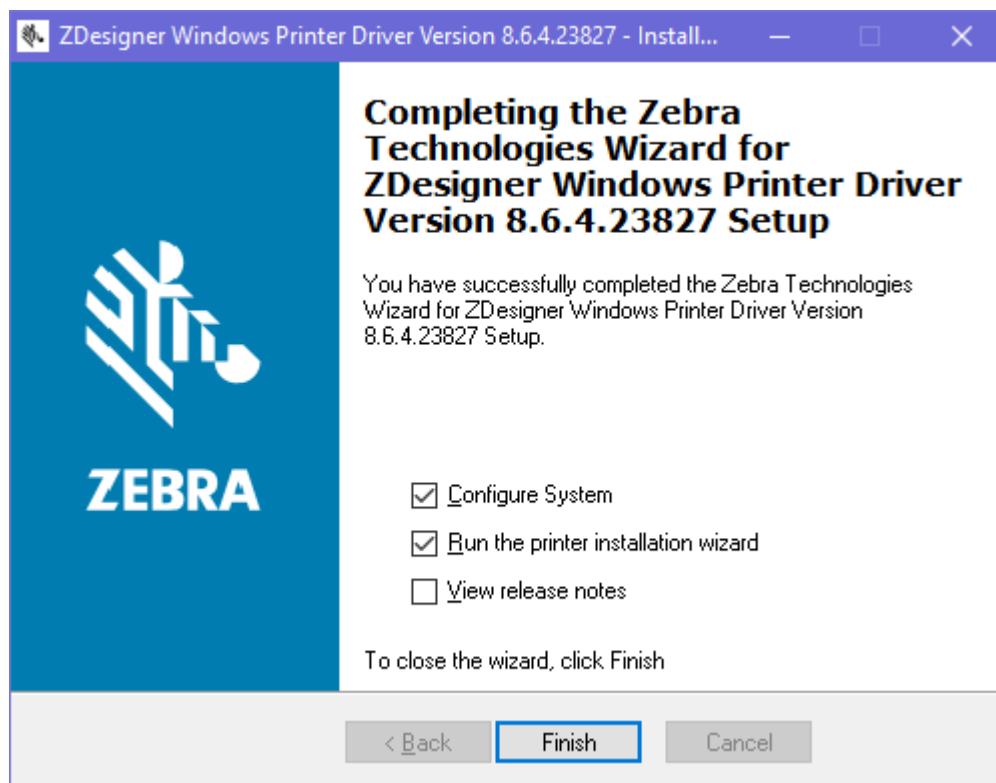 ZDesigner Windows Printer Driver Version 8.6.4.23827 - Install...
Completing the Zebra
Technologies Wizard for
ZDesigner Windows Printer Driver
Version 8.6.4.23827 Setup
You have successfully completed the Zebra Technologies
Wizard for ZDesigner Windows Printer Driver Version
8.6.4.23827 Setup.
ZEBRA
Configure System
Run the printer installation wizard
View release notes
To close the wizard, click Finish
< Back
Finish
Cancel